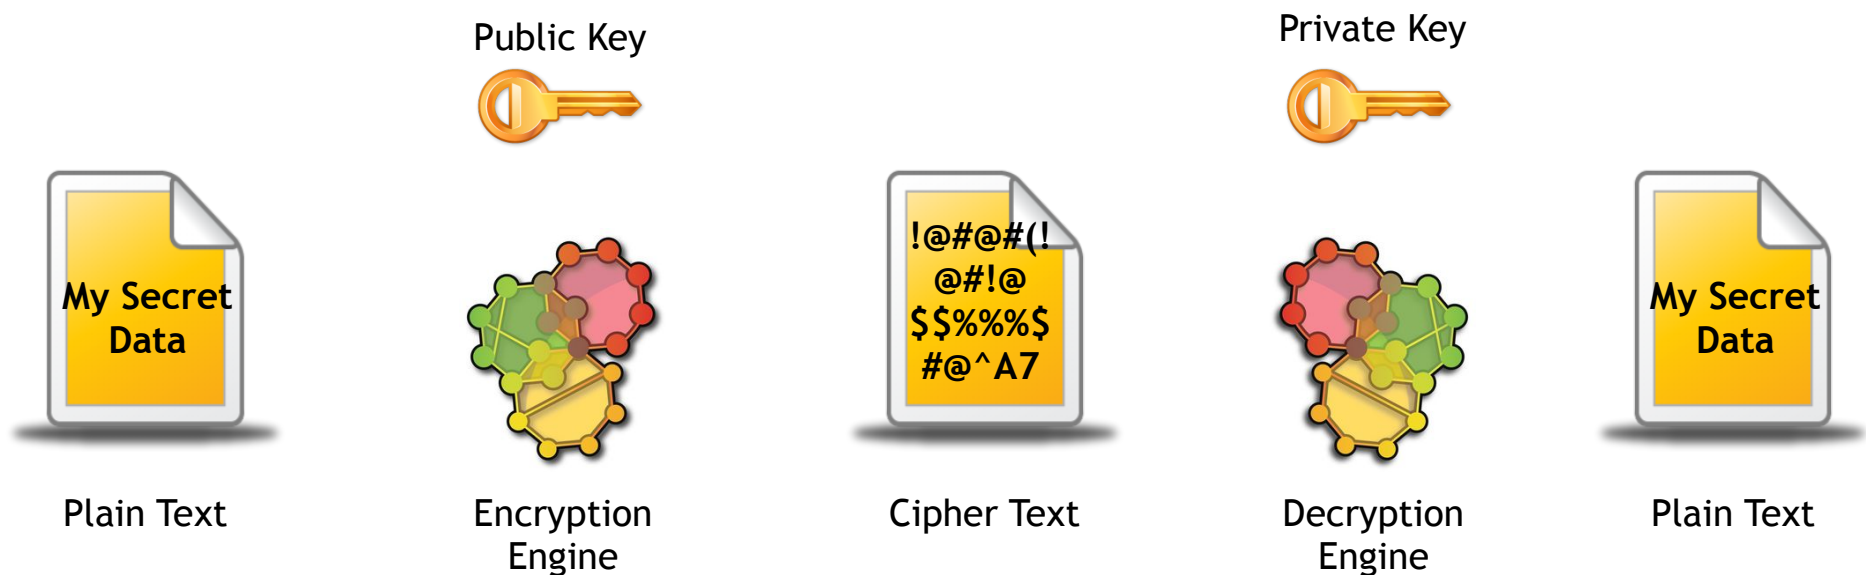 Public Key
Private Key
My Secret
Data
!@#@#(!
@#!@
$$%%%$
#@^A7
My Secret
Data
Plain Text
Encryption
Engine
Cipher Text
Decryption
Engine
Plain Text